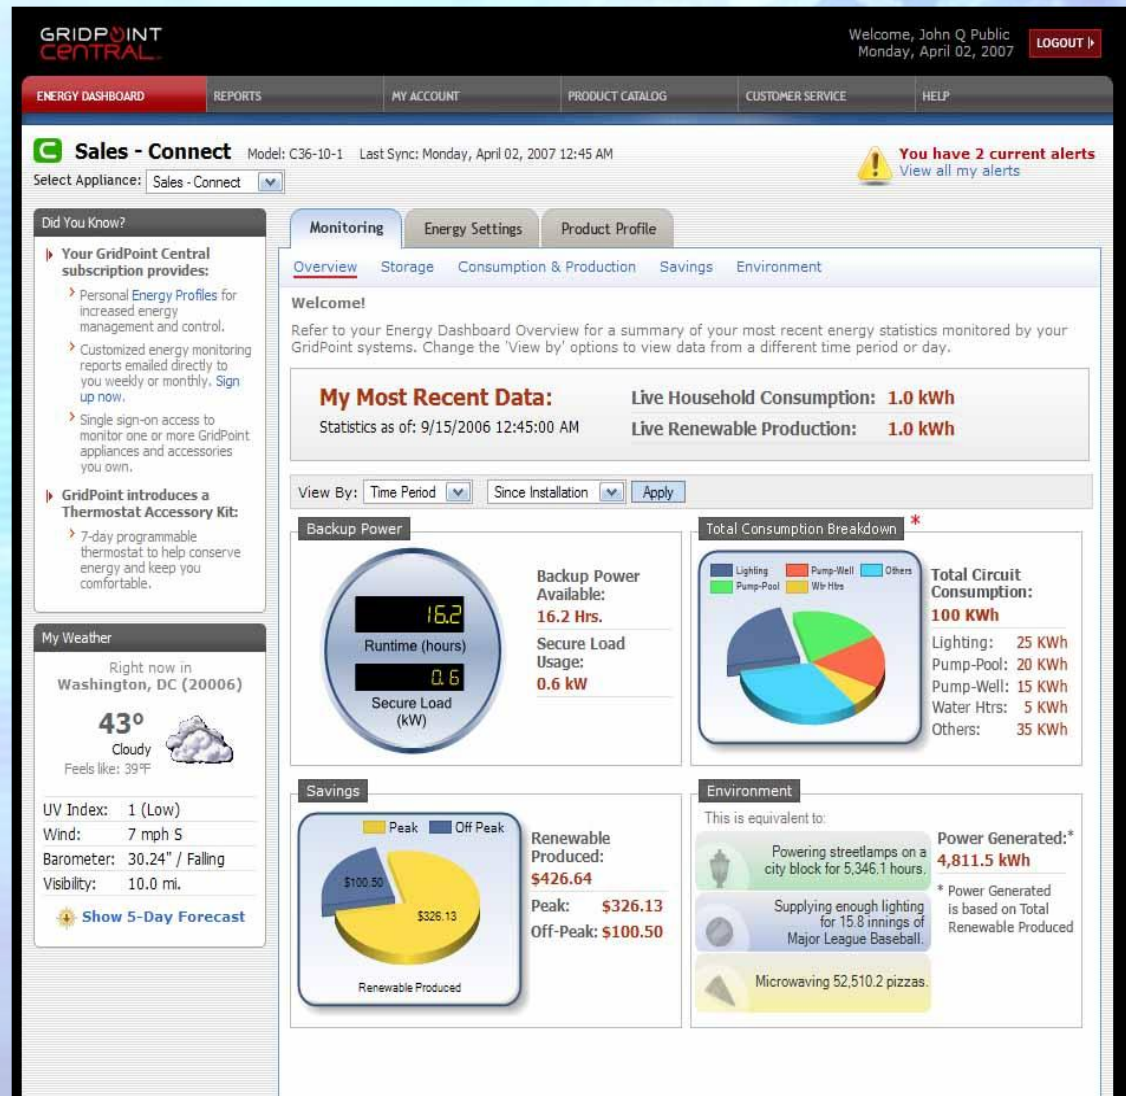 GRIDPOINT
CENTRAL
Welcome, John Q Public
Monday, April 02, 2007
LOGOUT
ENERGY DASHBOARD
REPORTS
MY ACCOUNT
PRODUCT CATALOG
CUSTOMER SERVICE
HELP
Sales - Connect
Model: C36-10-1 Last Sync: Monday, April 02, 2007 12:45 AM
Select Appliance: Sales - Connect
You have 2 current alerts
View all my alerts
Did You Know?
Your GridPoint Central
subscription provides:
Personal Energy Profiles for
increased energy
management and control.
Customized energy monitoring
reports emailed directly to
you weekly or monthly. Sign
up now.
Single sign-on access to
monitor one or more GridPoint
appliances and accessories
you own.
GridPoint introduces a
Thermostat Accessory Kit:
7-day programmable
thermostat to help conserve
energy and keep you
comfortable.
My Weather
Right now in
Washington, DC (20006)
43º
Cloudy
Feels like: 39ºF
UV Index: 1 (Low)
Wind: 7 mph S
Barometer: 30.24" / Falling
Visibility: 10.0 mi.
Show 5-Day Forecast
Monitoring
Energy Settings
Product Profile
Overview
Storage
Consumption & Production
Savings
Environment
Welcome!
Refer to your Energy Dashboard Overview for a summary of your most recent energy statistics monitored by your
GridPoint systems. Change the 'View by' options to view data from a different time period or day.
My Most Recent Data:
Statistics as of: 9/15/2006 12:45:00 AM
Live Household Consumption: 1.0 kWh
Live Renewable Production: 1.0 kWh
View By: Time Period Since Installation Apply
Backup Power
16.2
Runtime (hours)
0.6
Secure Load
(kW)
Backup Power
Available:
16.2 Hrs.
Secure Load
Usage:
0.6 kW
Total Consumption Breakdown *
Lighting Pump-Well Others
Pump-Pool Wtr Htrs
Total Circuit
Consumption:
100 KWh
Lighting: 25 KWh
Pump-Pool: 20 KWh
Pump-Well: 15 KWh
Water Htrs: 5 KWh
Others: 35 KWh
Savings
Peak Off Peak
$100.50
$326.13
Renewable Produced
Renewable
Produced:
$426.64
Peak: $326.13
Off-Peak: $100.50
Environment
This is equivalent to:
Powering streetlamps on a
city block for 5,346.1 hours.
Supplying enough lighting
for 15.8 innings of
Major League Baseball.
Microwaving 52,510.2 pizzas.
Power Generated:*
4,811.5 kWh
* Power Generated
is based on Total
Renewable Produced